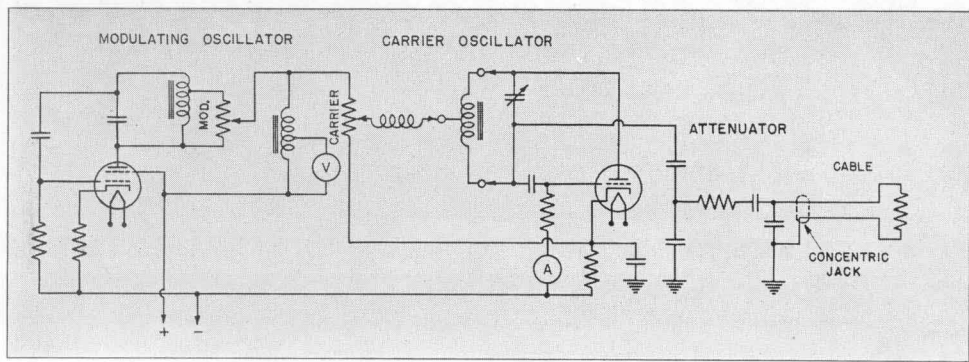 MODULATING OSCILLATOR
CARRIER OSCILLATOR
MOD.
CARRIER
V
ATTENUATOR
CABLE
CONCENTRIC
JACK
A
+ −